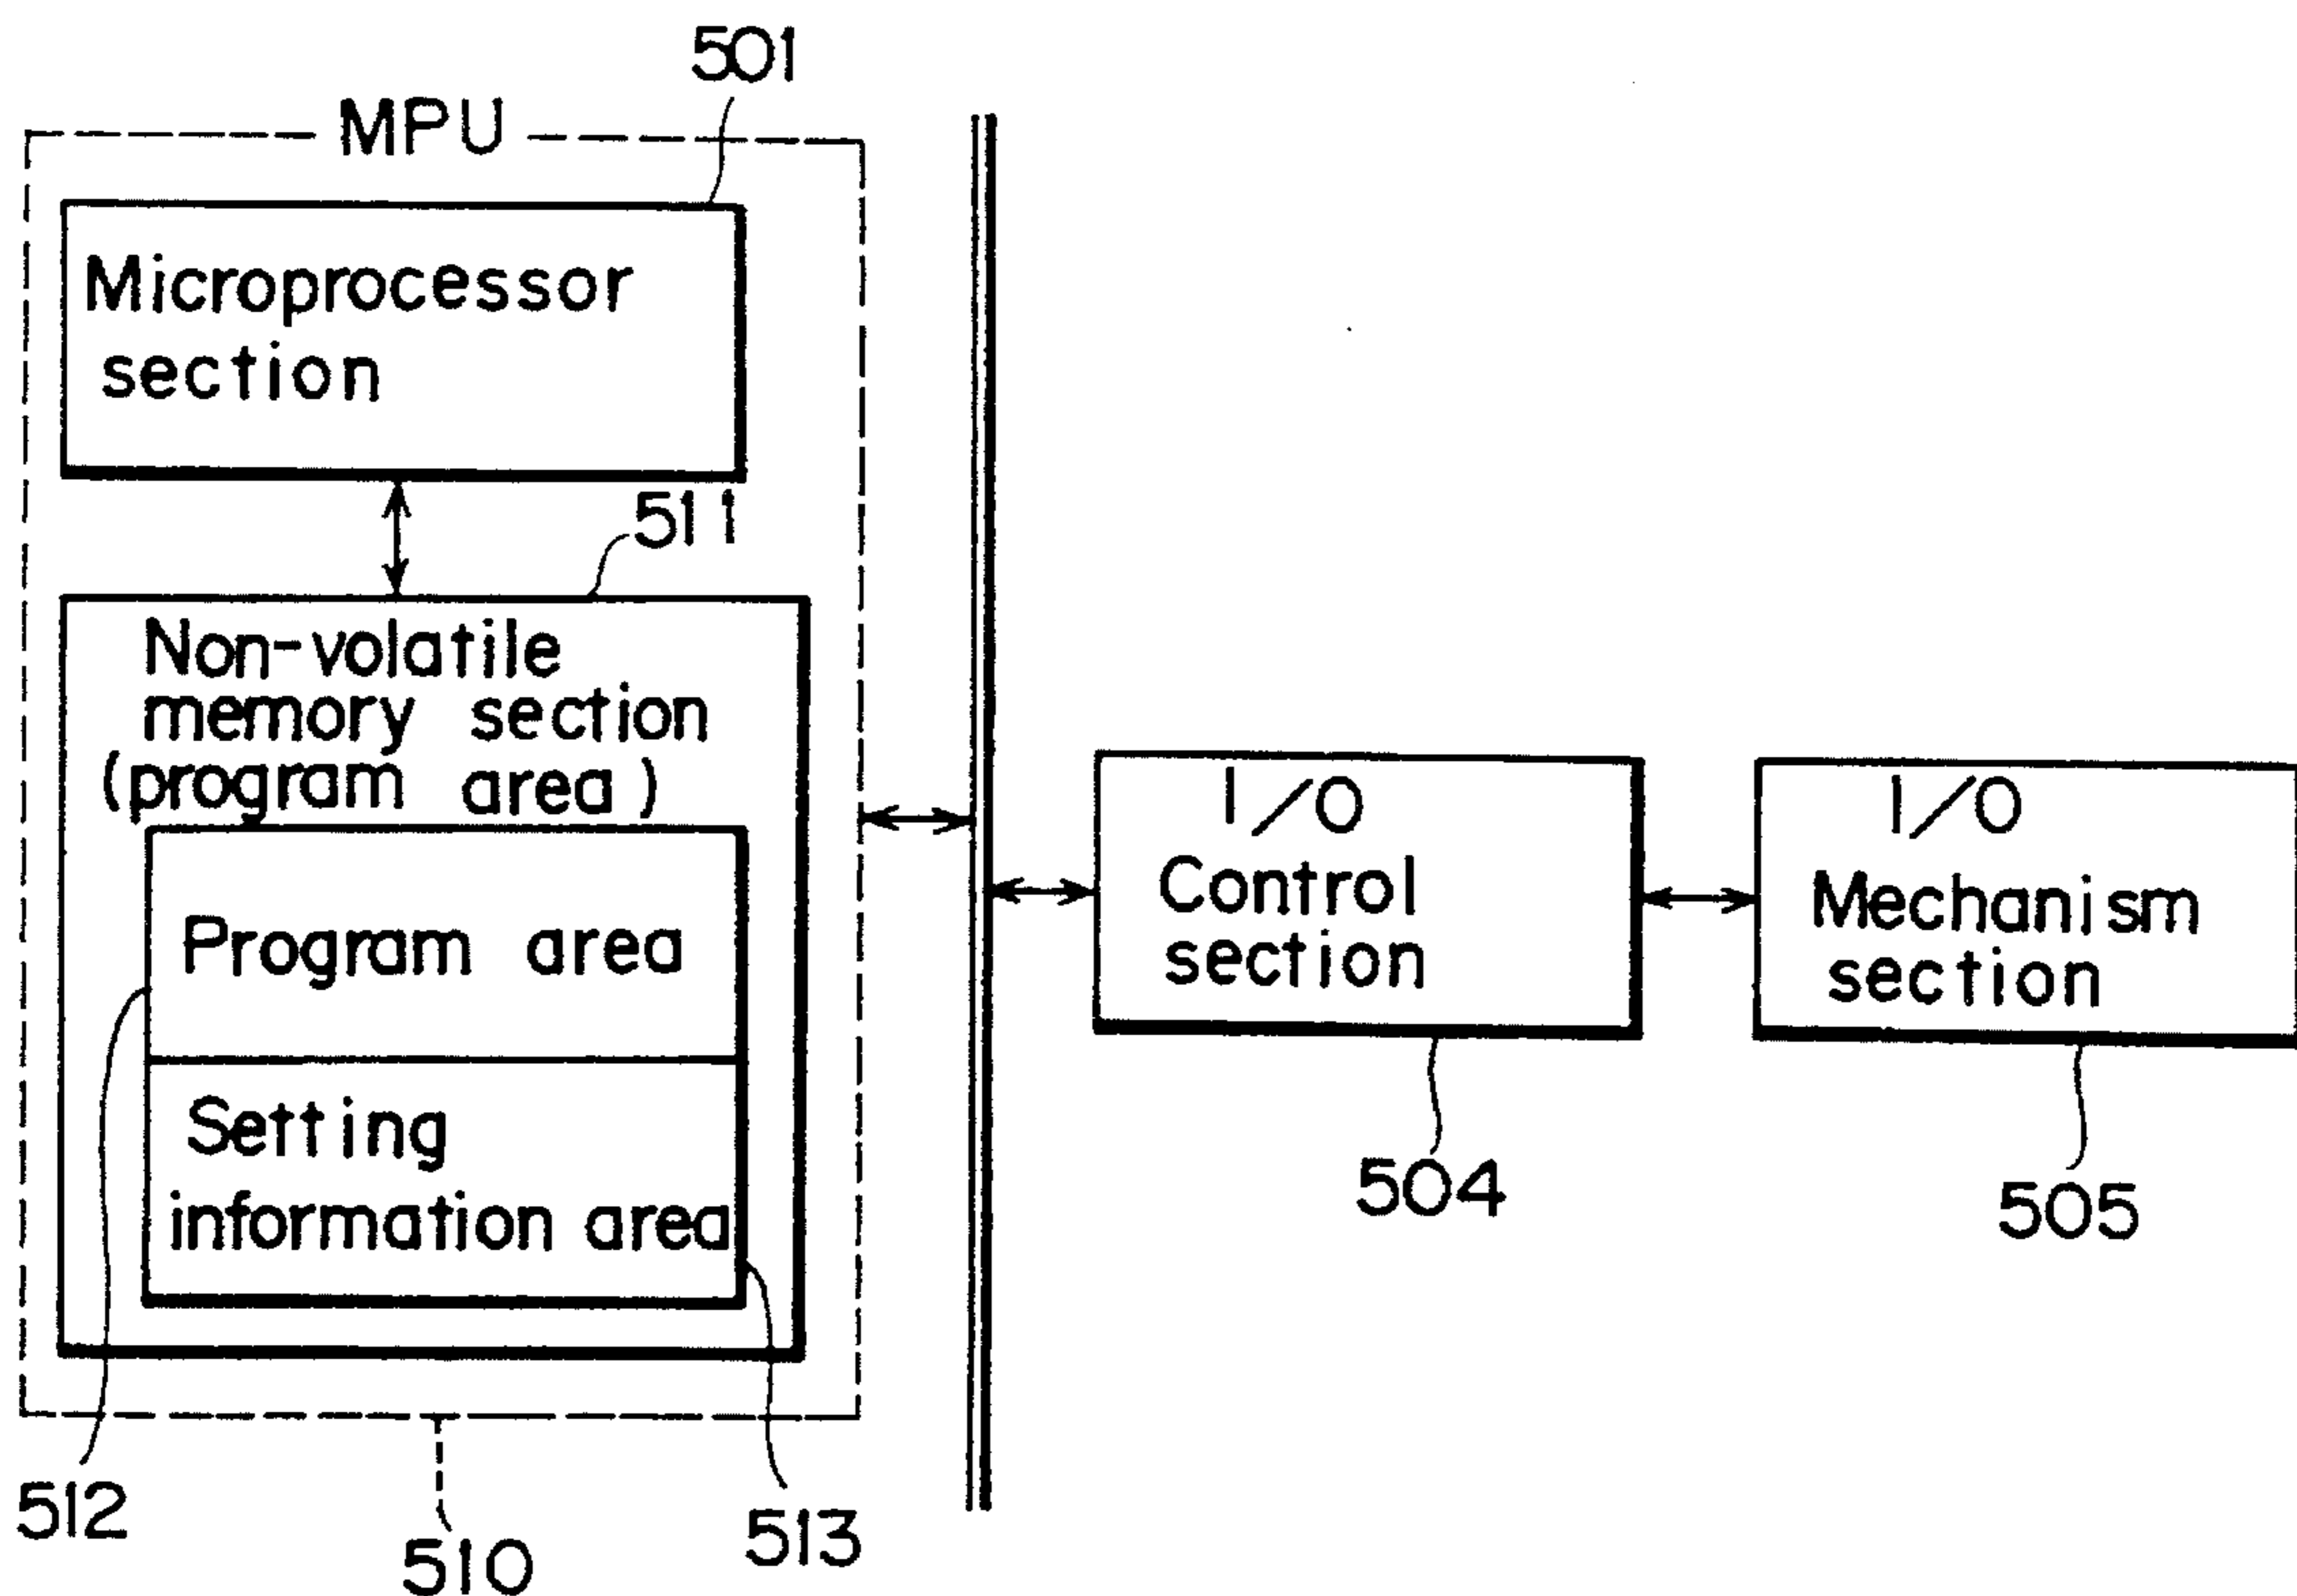 501
MPU
Microprocessor
section
511
Non-volatile
memory section
(program area)
Program area
Setting
information area
I/O
Control
section
I/O
Mechanism
section
504
505
512
510
513